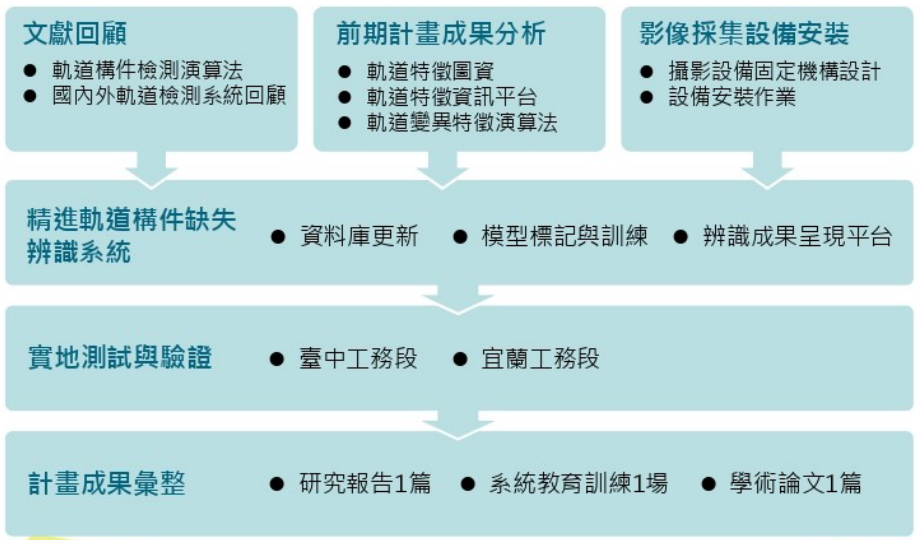 文獻回顧
● 軌道構件檢測演算法
● 國內外軌道檢測系統回顧
前期計畫成果分析
● 軌道特徵圖資
● 軌道特徵資訊平台
● 軌道變異特徵演算法
影像採集設備安裝
● 攝影設備固定機構設計
● 設備安裝作業
精進軌道構件缺失
辨識系統
● 資料庫更新 ● 模型標記與訓練 ● 辨識成果呈現平台
實地測試與驗證 ● 臺中工務段 ● 宜蘭工務段
計畫成果彙整 ● 研究報告1篇 ● 系統教育訓練1場 ● 學術論文1篇